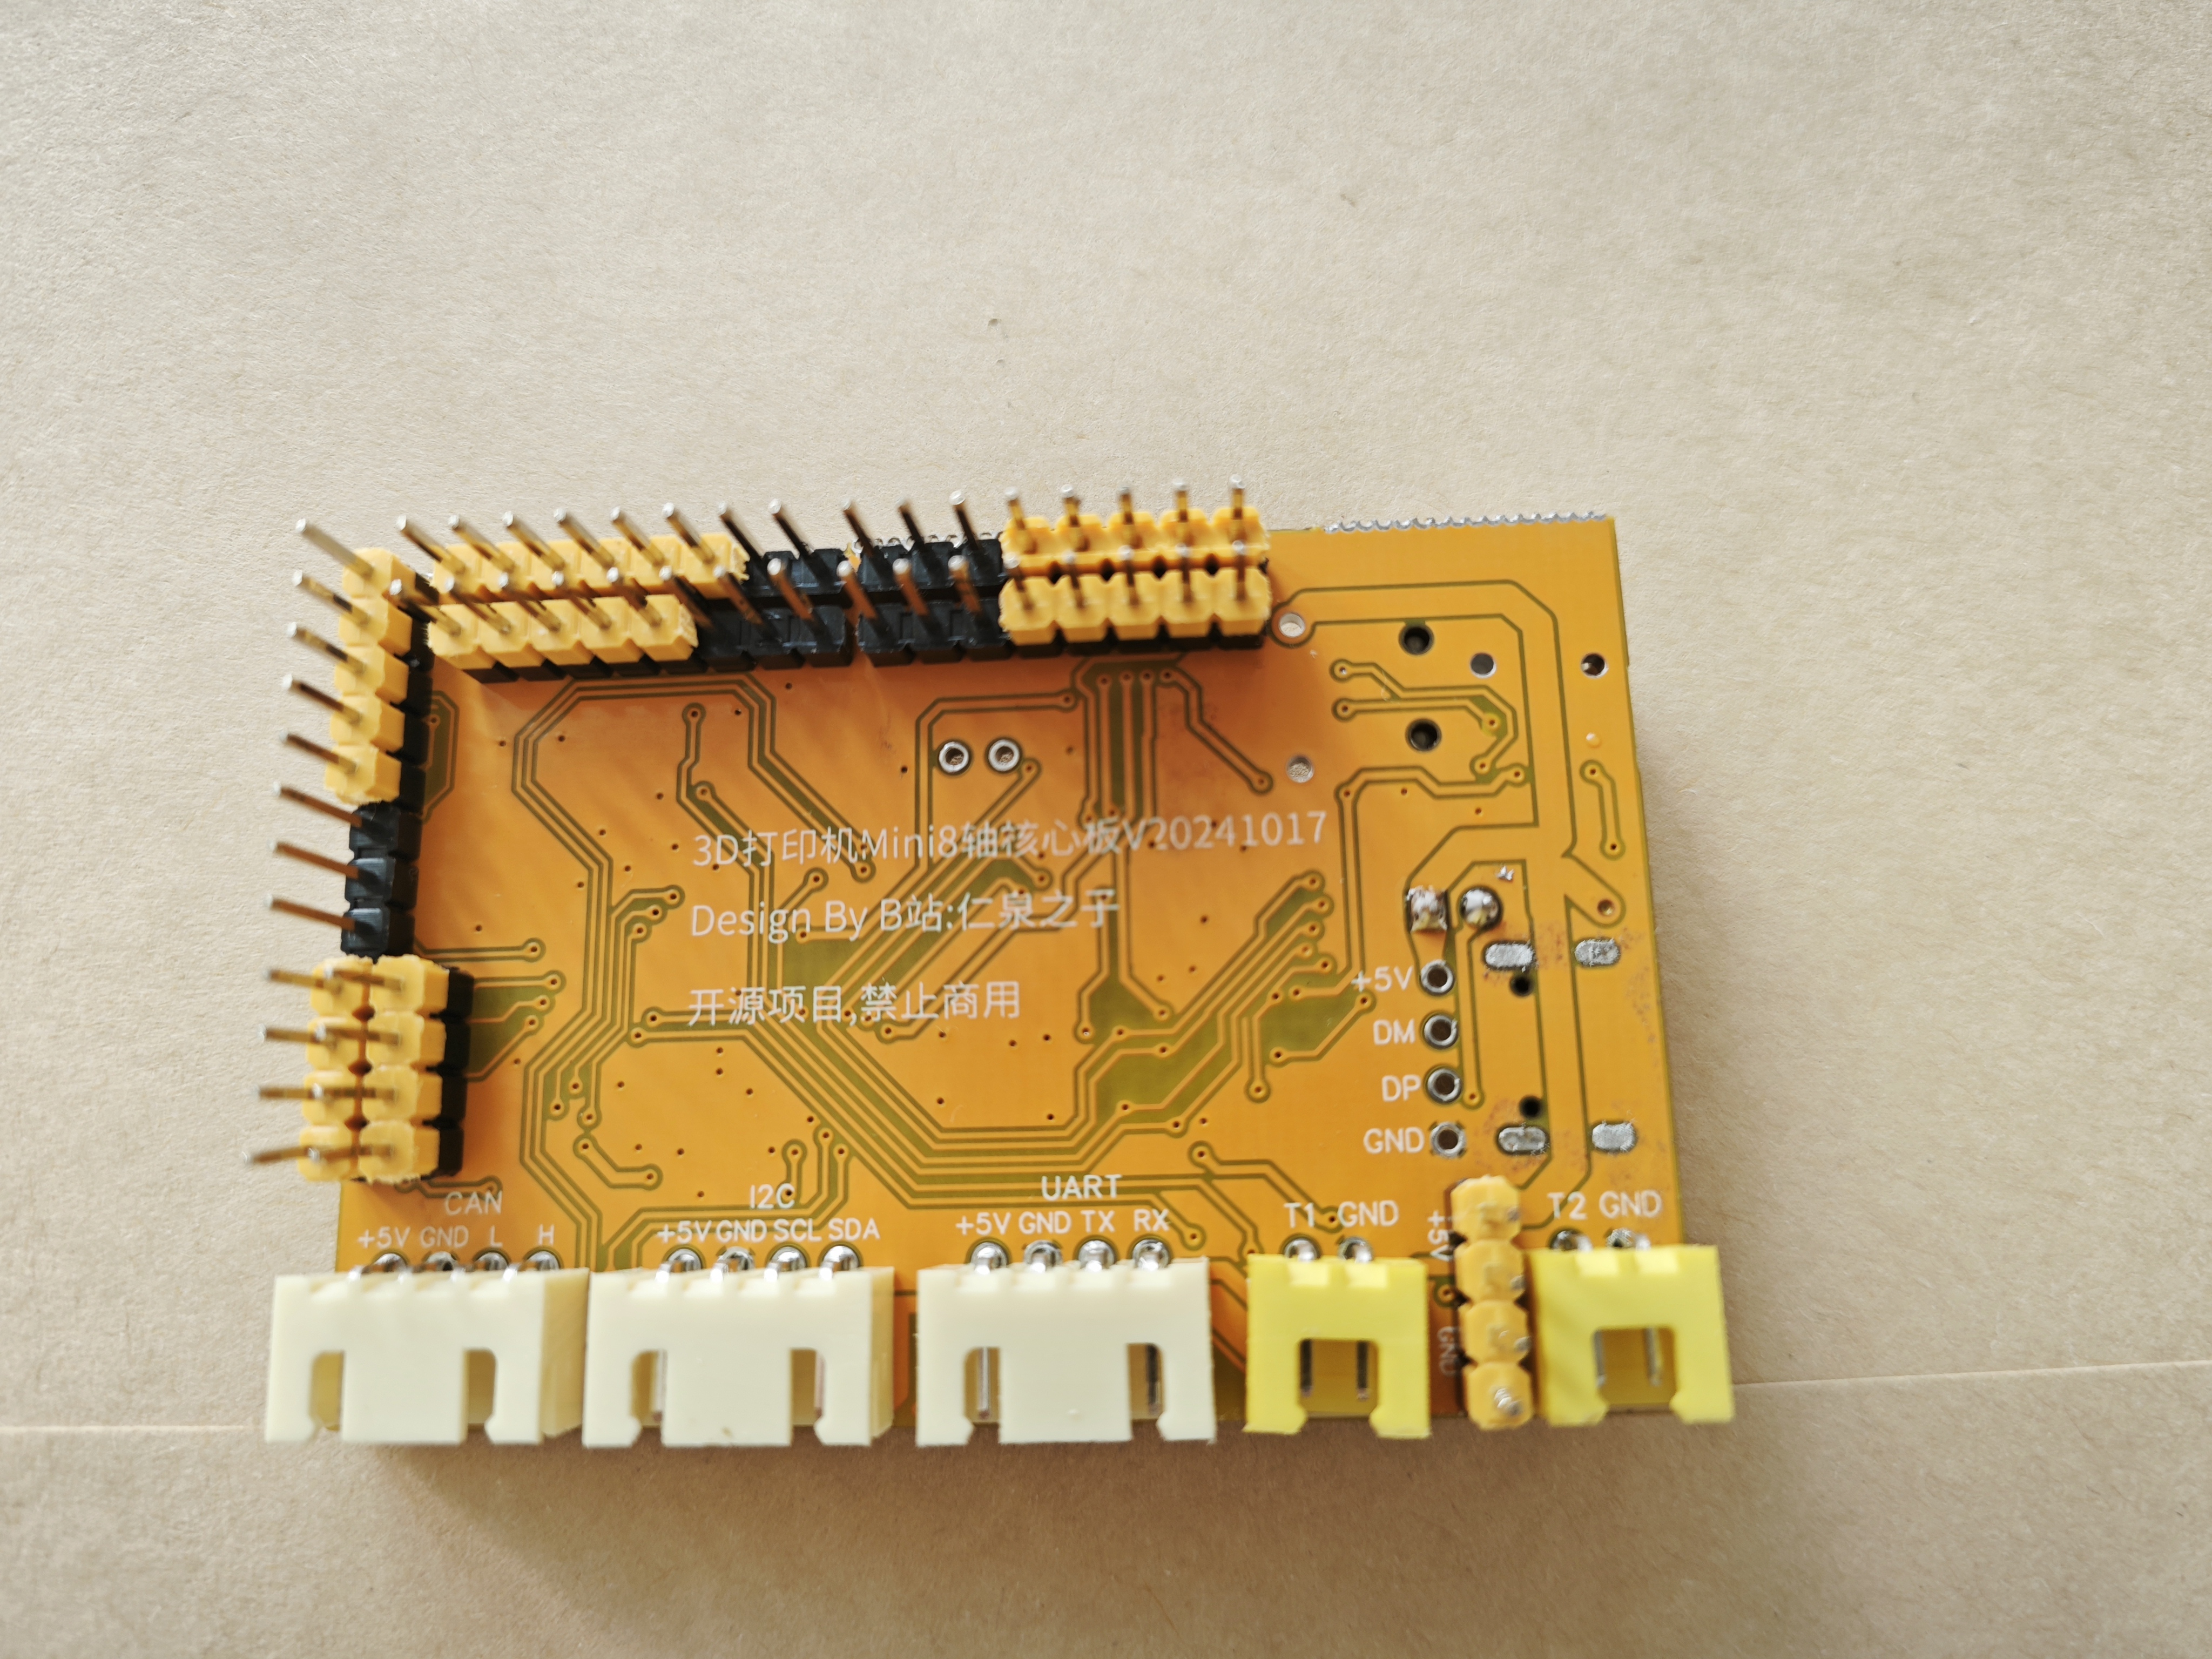 3D打印机Mini8轴核心板V20241017
Design By B站:仁泉之子
开源项目,禁止商用
+5V
DM
DP
GND
CAN
+5V GND L H
I2C
+5V GND SCL SDA
UART
+5V GND TX RX
T1 GND
+5V
GND
T2 GND